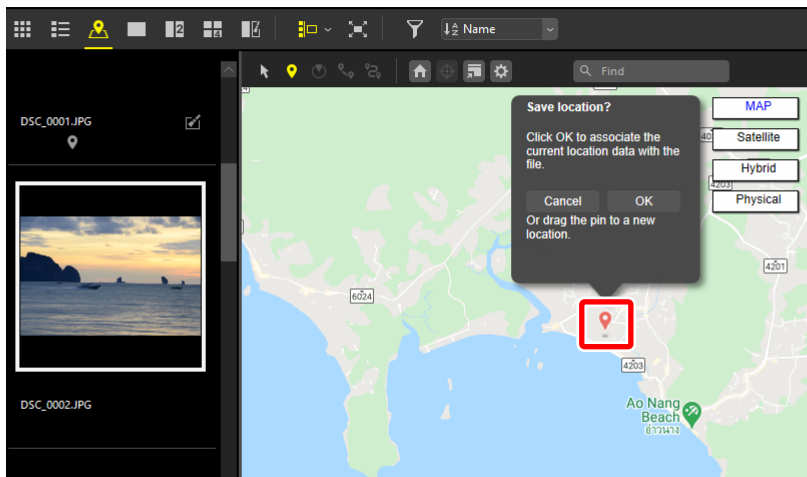 2
4
Name
Find
DSC_0001.JPG
DSC_0002.JPG
Save location?
Click OK to associate the
current location data with the
file.
Cancel
OK
Or drag the pin to a new
location.
MAP
Satellite
Hybrid
Physical
4203
4201
6024
4203
Ao Nang
Beach
อ่าวนาง